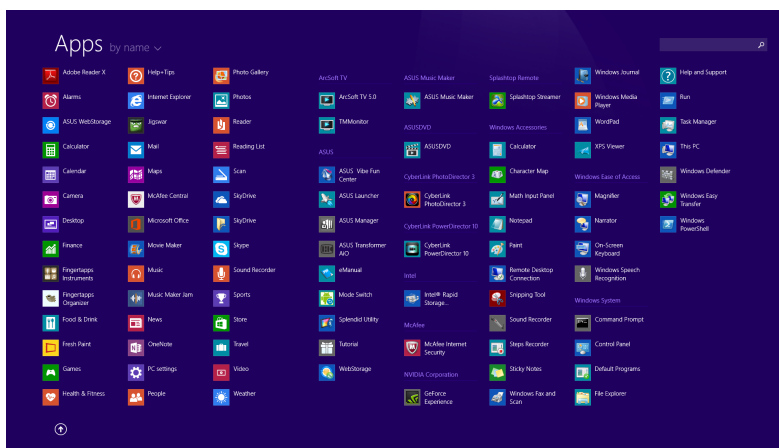 Apps by name
Adobe Reader X
Alarms
ASUS WebStorage
Calculator
Calendar
Camera
Desktop
Finance
Fingertapps
Instruments
Fingertapps
Organizer
Food & Drink
Fresh Paint
Games
Health & Fitness
Help+Tips
Internet Explorer
Jigswar
Mail
Maps
McAfee Central
Microsoft Office
Movie Maker
Music
Music Maker Jam
News
OneNote
PC settings
People
Photo Gallery
Photos
Reader
Reading List
Scan
SkyDrive
SkyDrive
Skype
Sound Recorder
Sports
Store
Travel
Video
Weather
ArcSoft TV
ArcSoft TV 5.0
TMMonitor
ASUS
ASUS Vibe Fun
Center
ASUS Launcher
ASUS Manager
ASUS Transformer
AiO
eManual
Mode Switch
Splendid Utility
Tutorial
WebStorage
ASUS Music Maker
ASUS Music Maker
ASUSDVD
ASUSDVD
CyberLink PhotoDirector 3
CyberLink
PhotoDirector 3
CyberLink PowerDirector 10
CyberLink
PowerDirector 10
Intel
Intel® Rapid
Storage...
McAfee
McAfee Internet
Security
NVIDIA Corporation
GeForce
Experience
Splashtop Remote
Splashtop Streamer
Windows Accessories
Calculator
Character Map
Math Input Panel
Notepad
Paint
Remote Desktop
Connection
Snipping Tool
Sound Recorder
Steps Recorder
Sticky Notes
Windows Fax and
Scan
Windows Journal
Windows Media
Player
WordPad
XPS Viewer
Windows Ease of Access
Magnifier
Narrator
On-Screen
Keyboard
Windows Speech
Recognition
Windows System
Command Prompt
Control Panel
Default Programs
File Explorer
Help and Support
Run
Task Manager
This PC
Windows Defender
Windows Easy
Transfer
Windows
PowerShell